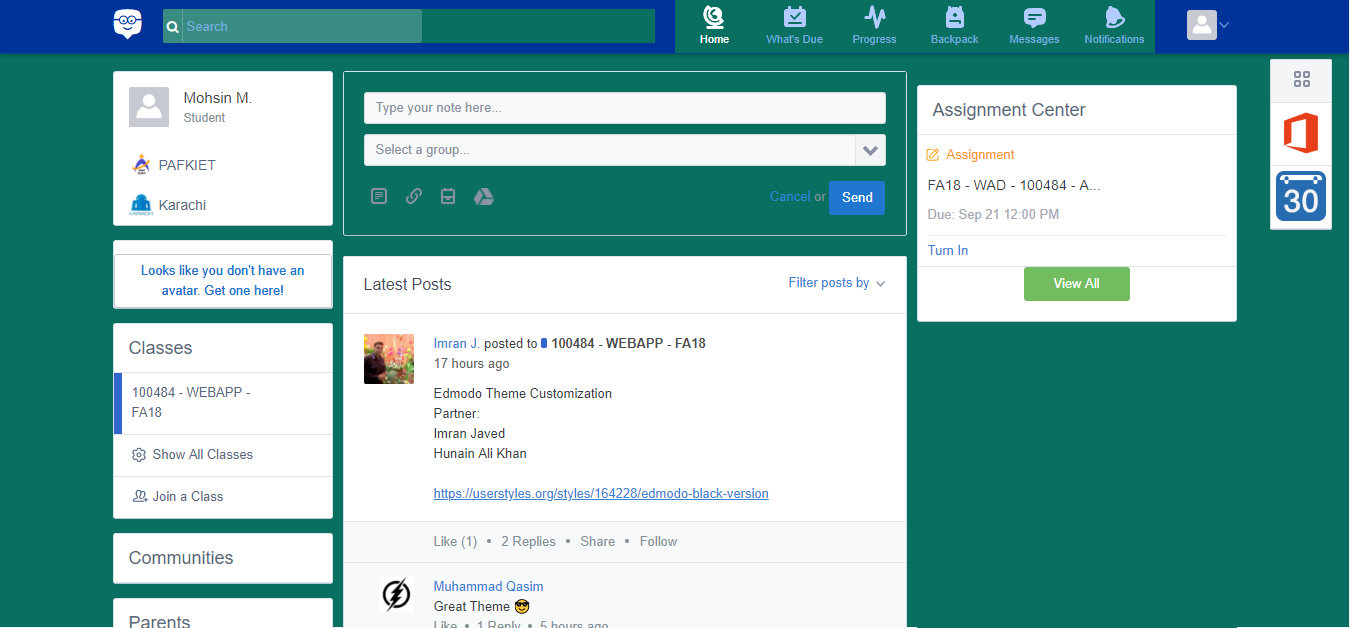 Search
Home
What's Due
Progress
Backpack
Messages
Notifications
Mohsin M.
Student
PAFKIET
Karachi
Looks like you don't have an
avatar. Get one here!
Classes
100484 - WEBAPP -
FA18
Show All Classes
Join a Class
Communities
Parents
Type your note here...
Select a group...
Cancel or
Send
Latest Posts
Filter posts by
Imran J. posted to 100484 - WEBAPP - FA18
17 hours ago
Edmodo Theme Customization
Partner:
Imran Javed
Hunain Ali Khan
https://userstyles.org/styles/164228/edmodo-black-version
Like (1) • 2 Replies • Share • Follow
Muhammad Qasim
Great Theme 😎
Like • 1 Reply • 5 hours ago
Assignment Center
Assignment
FA18 - WAD - 100484 - A...
Due: Sep 21 12:00 PM
Turn In
View All
30